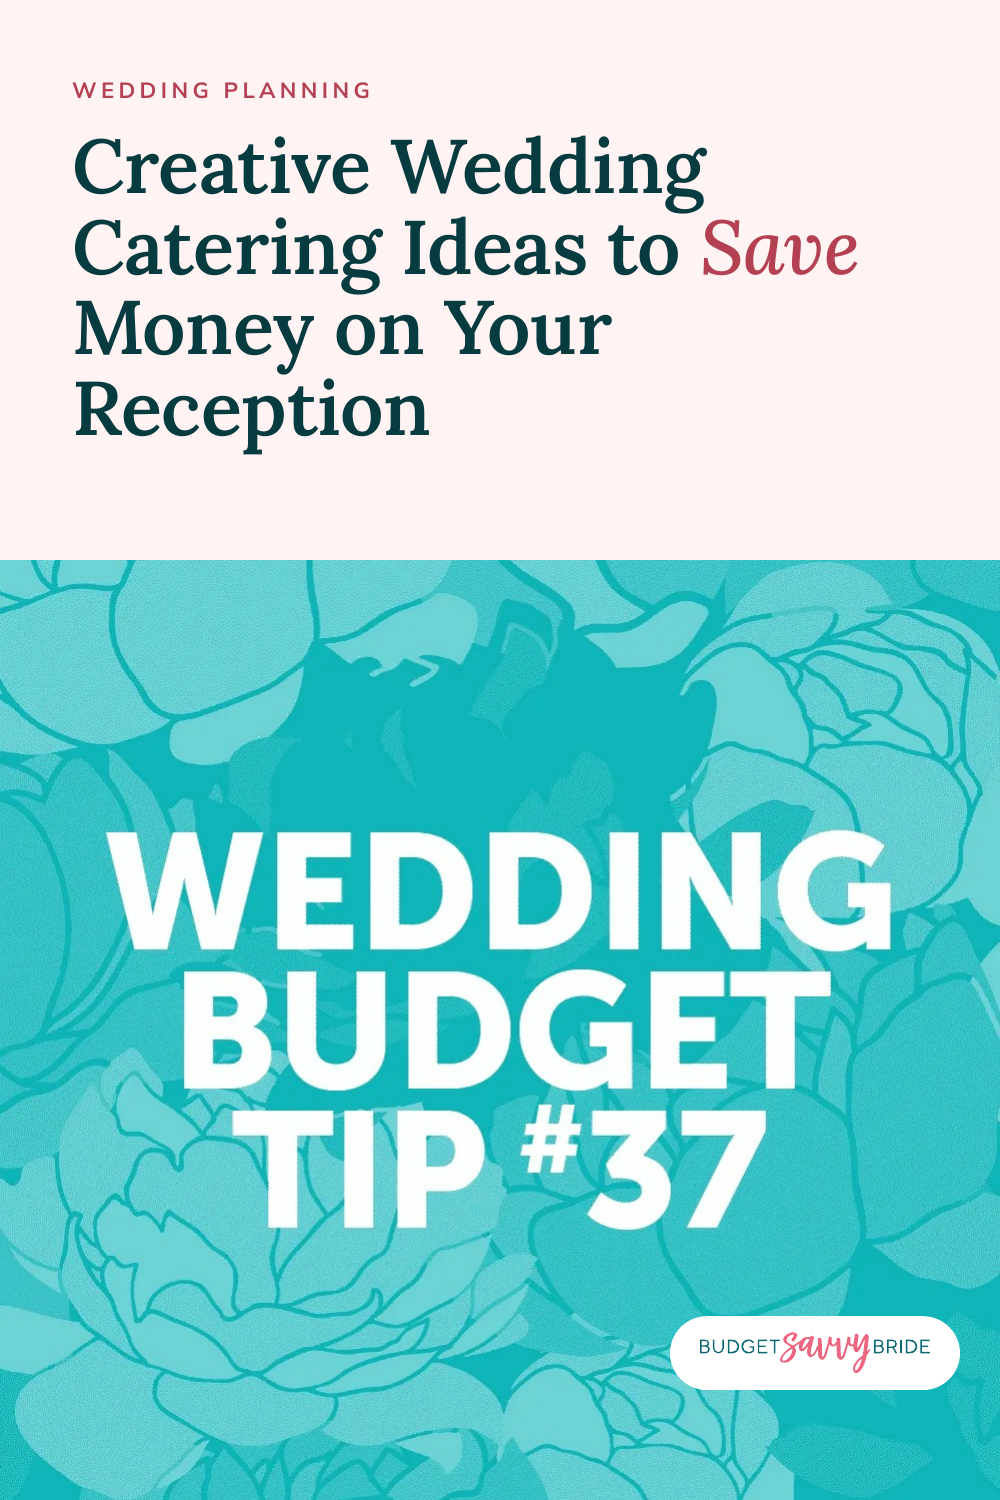 WEDDING PLANNING
Creative Wedding
Catering Ideas to Save
Money on Your
Reception
WEDDING
BUDGET
TIP #37
BUDGET savvy BRIDE